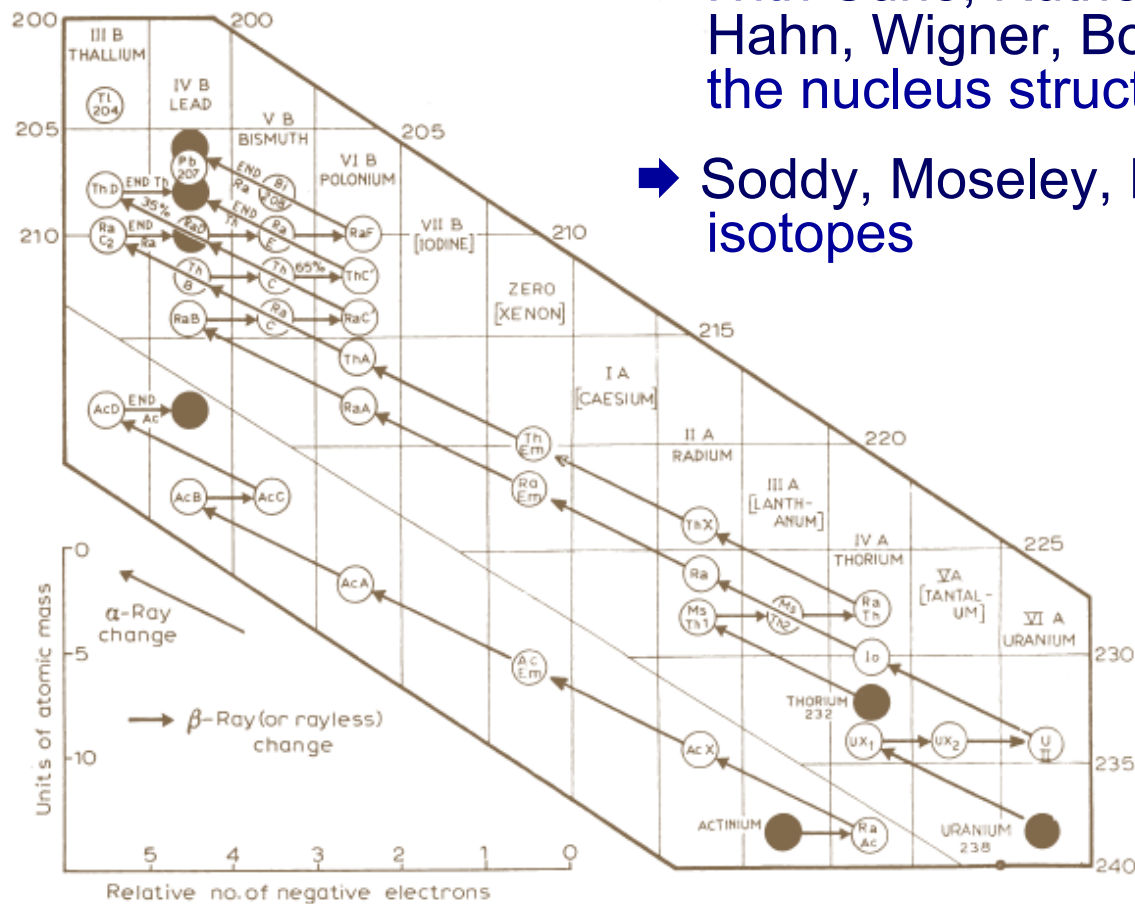 Hahn, Wigner, Bo
the nucleus struct
Soddy, Moseley,
isotopes
200
200
III B
THALLIUM
Tl
204
IV B
LEAD
205
V B
BISMUTH
205
VI B
POLONIUM
Pb
207
END
Ra
Bi
208
ThD
END Th
35%
VII B
[IODINE]
210
Ra
C2
END
Ra
RaD
END
Th
Ra
E
RaF
210
Th
B
Th
C
65%
ThC'
ZERO
[XENON]
RaB
Ra
C
RaC'
215
ThA
I A
[CAESIUM]
AcD
END
Ac
RaA
II A
RADIUM
220
Th
Em
III A
[LANTH-
ANUM]
Ra
Em
AcB
AcC
ThX
IV A
THORIUM
225
Ra
VA
[TANTAL-
UM]
AcA
Ms
Th1
Ms
Th2
Ra
Th
VI A
URANIUM
Ac
Em
Io
230
THORIUM
232
UX1
UX2
U
II
AcX
235
ACTINIUM
Ra
Ac
URANIUM
238
240
0
5
10
Units of atomic mass
α-Ray
change
β-Ray (or rayless)
change
5
4
3
2
1
0
Relative no. of negative electrons